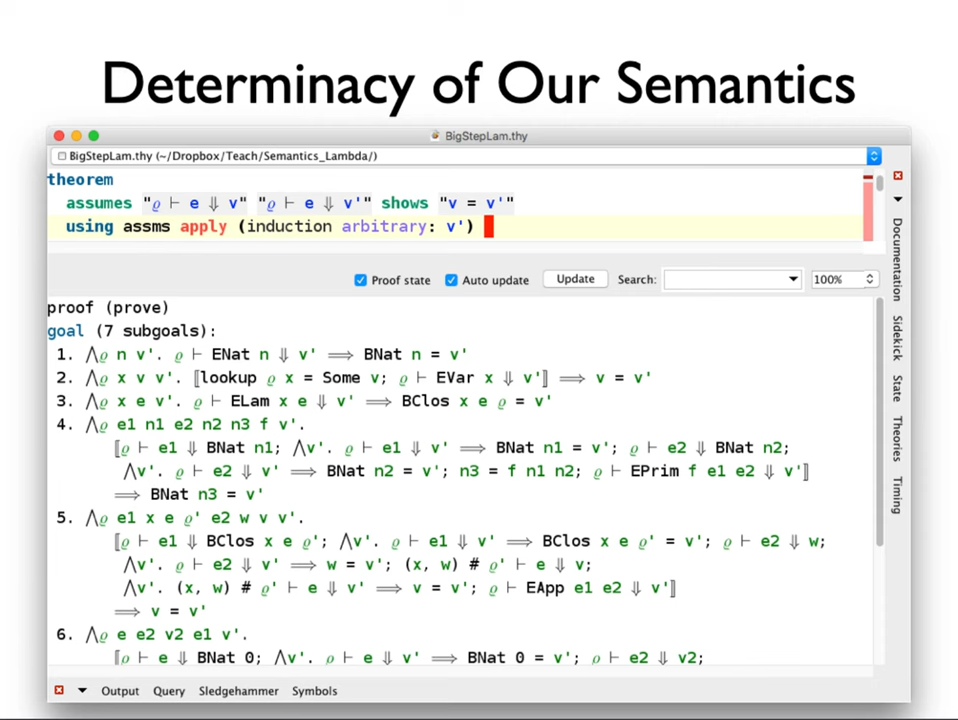 Determinacy of Our Semantics
BigStepLam.thy
BigStepLam.thy (~/Dropbox/Teach/Semantics_Lambda/)
theorem
assumes "ϱ ⊢ e ⇓ v" "ϱ ⊢ e ⇓ v'" shows "v = v'"
using assms apply (induction arbitrary: v')
Proof state Auto update Update Search: 100%
proof (prove)
goal (7 subgoals):
1. ⋀ϱ n v'. ϱ ⊢ ENat n ⇓ v' ⟹ BNat n = v'
2. ⋀ϱ x v v'. ⟦lookup ϱ x = Some v; ϱ ⊢ EVar x ⇓ v'⟧ ⟹ v = v'
3. ⋀ϱ x e v'. ϱ ⊢ ELam x e ⇓ v' ⟹ BClos x e ϱ = v'
4. ⋀ϱ e1 n1 e2 n2 n3 f v'.
⟦ϱ ⊢ e1 ⇓ BNat n1; ⋀v'. ϱ ⊢ e1 ⇓ v' ⟹ BNat n1 = v'; ϱ ⊢ e2 ⇓ BNat n2;
⋀v'. ϱ ⊢ e2 ⇓ v' ⟹ BNat n2 = v'; n3 = f n1 n2; ϱ ⊢ EPrim f e1 e2 ⇓ v'⟧
⟹ BNat n3 = v'
5. ⋀ϱ e1 x e ϱ' e2 w v v'.
⟦ϱ ⊢ e1 ⇓ BClos x e ϱ'; ⋀v'. ϱ ⊢ e1 ⇓ v' ⟹ BClos x e ϱ' = v'; ϱ ⊢ e2 ⇓ w;
⋀v'. ϱ ⊢ e2 ⇓ v' ⟹ w = v'; (x, w) # ϱ' ⊢ e ⇓ v;
⋀v'. (x, w) # ϱ' ⊢ e ⇓ v' ⟹ v = v'; ϱ ⊢ EApp e1 e2 ⇓ v'⟧
⟹ v = v'
6. ⋀ϱ e e2 v2 e1 v'.
⟦ϱ ⊢ e ⇓ BNat 0; ⋀v'. ϱ ⊢ e ⇓ v' ⟹ BNat 0 = v'; ϱ ⊢ e2 ⇓ v2;
Output Query Sledgehammer Symbols
Documentation
Sidekick
State
Theories
Timing